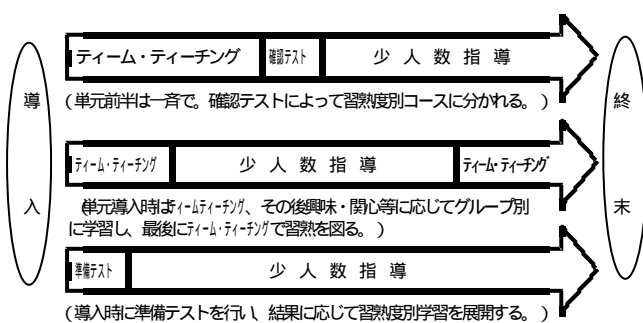 ティーム・ティーチング 確認テスト 少人数指導
(単元前半は一斉で。確認テストによって習熟度別コースに分かれる。)
導入
終末
ティーム・ティーチング 少人数指導 ティーム・ティーチング
(単元導入時はティームティーチング、その後興味・関心等に応じてグループ別
に学習し、最後にティーム・ティーチングで習熟を図る。)
準備テスト 少人数指導
(導入時に準備テストを行い、結果に応じて習熟度別学習を展開する。)